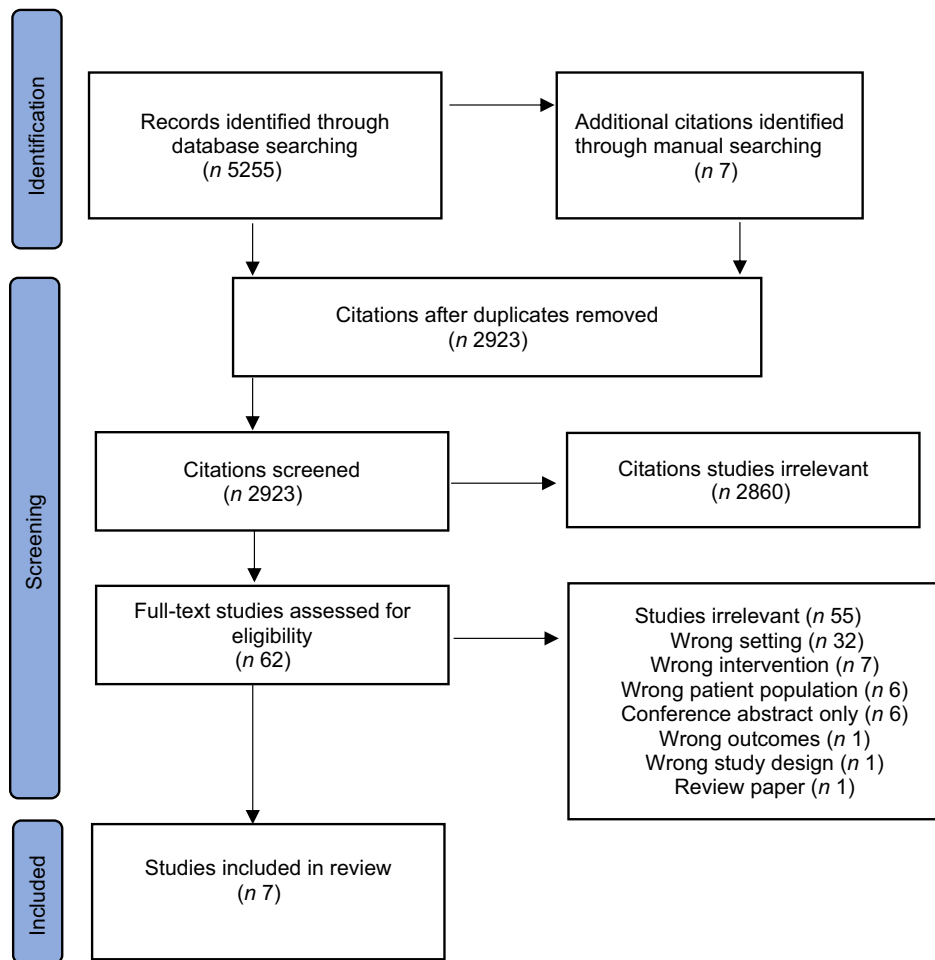 Identification
Records identified through
database searching
(n 5255)
Additional citations identified
through manual searching
(n 7)
Screening
Citations after duplicates removed
(n 2923)
Citations screened
(n 2923)
Citations studies irrelevant
(n 2860)
Full-text studies assessed for
eligibility
(n 62)
Studies irrelevant (n 55)
Wrong setting (n 32)
Wrong intervention (n 7)
Wrong patient population (n 6)
Conference abstract only (n 6)
Wrong outcomes (n 1)
Wrong study design (n 1)
Review paper (n 1)
Included
Studies included in review
(n 7)